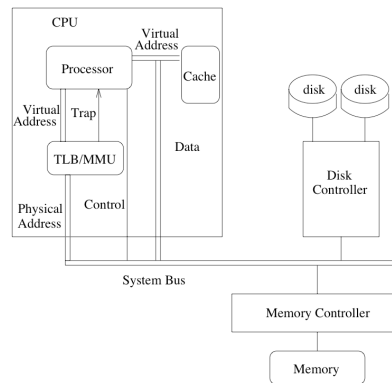 CPU
Virtual
Address
Processor
Cache
disk
disk
Virtual
Address
Trap
Data
TLB/MMU
Disk
Controller
Physical
Address
Control
System Bus
Memory Controller
Memory